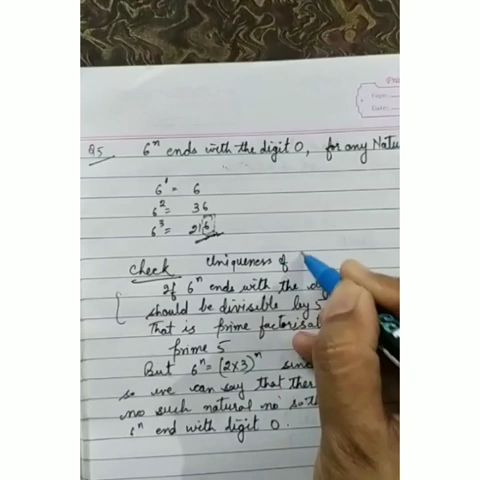 Page:
Date:
Q5 6ⁿ ends with the digit 0, for any Natu
6¹ = 6
6² = 36
6³ = 216
Check Uniqueness of
If 6ⁿ ends with the
should be divisible by 5
That is prime factorisat
prime 5
But 6ⁿ = (2×3)ⁿ sinc
so we can say that ther
no such natural no so th
6ⁿ end with digit 0.